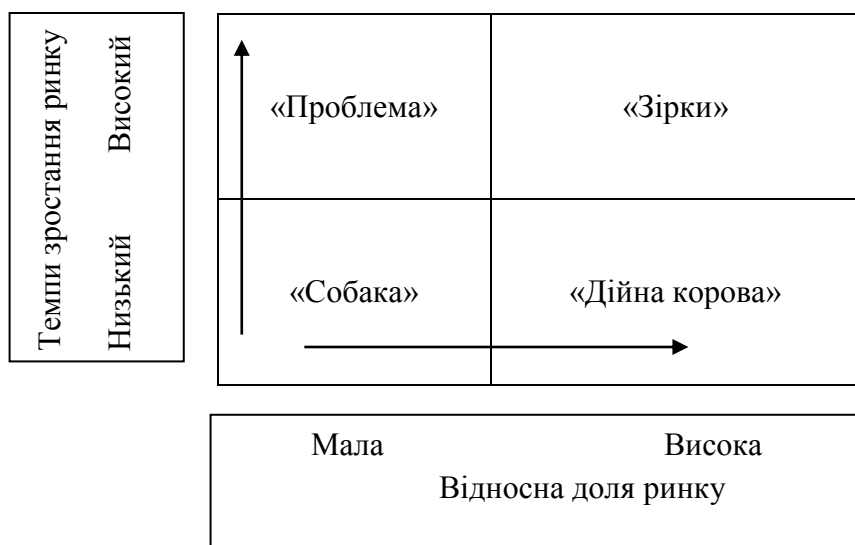 Темпи зростання ринку
Низький Високий
«Проблема» «Зірки»
«Собака» «Дійна корова»
Мала Висока
Відносна доля ринку